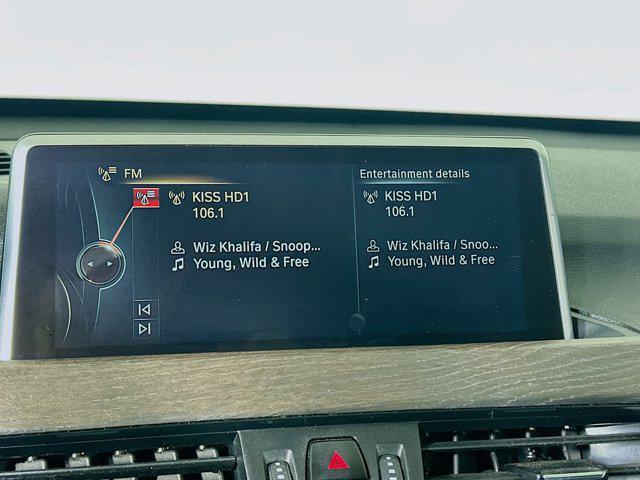 FM
KISS HD1
106.1
Wiz Khalifa / Snoop...
Young, Wild & Free
Entertainment details
KISS HD1
106.1
Wiz Khalifa / Snoo...
Young, Wild & Free